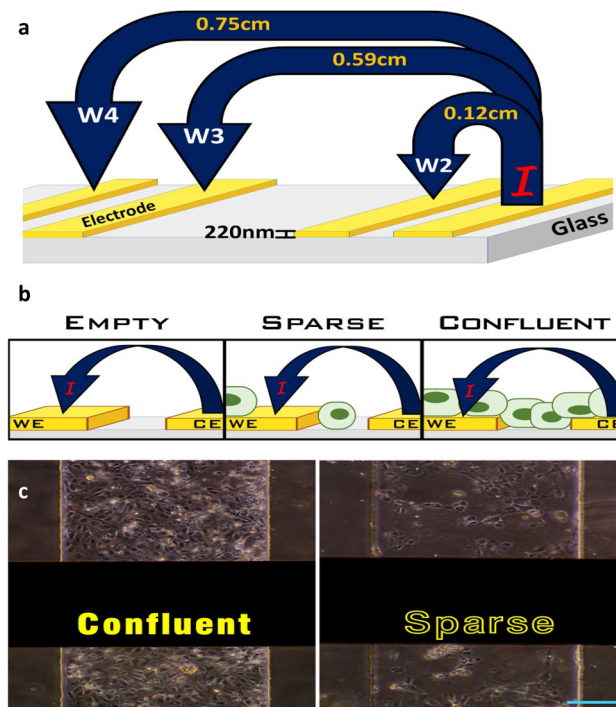 a
0.75cm
0.59cm
0.12cm
W4
W3
W2
I
Electrode
220nm
Glass
b
EMPTY
SPARSE
CONFLUENT
I
I
I
WE
CE
WE
CE
WE
CE
c
Confluent
Sparse